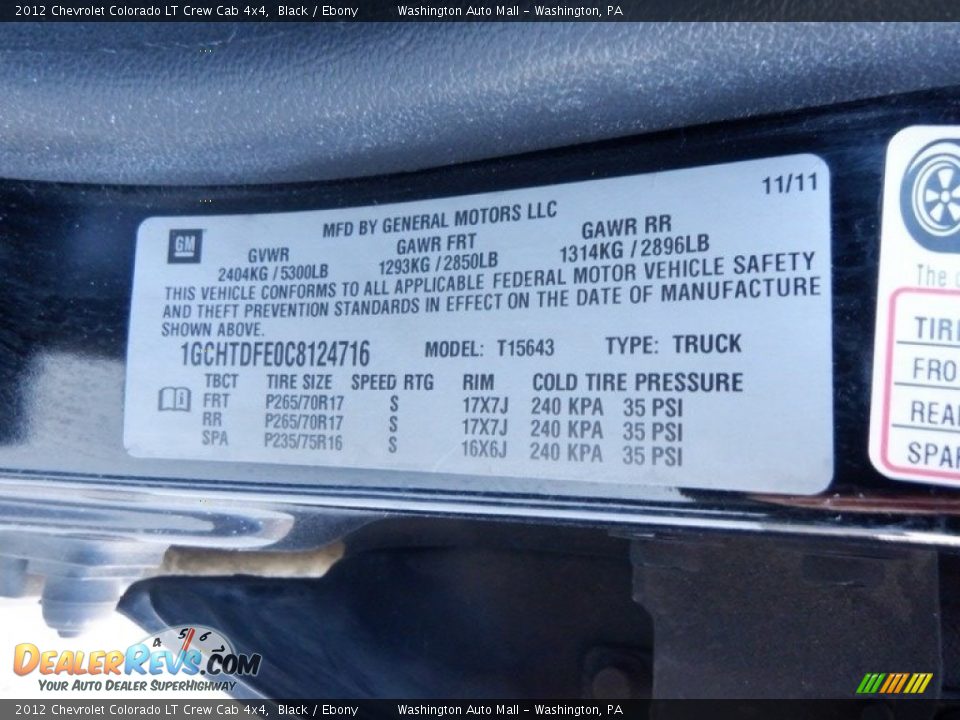 2012 Chevrolet Colorado LT Crew Cab 4x4, Black / Ebony Washington Auto Mall - Washington, PA
11/11
GM
MFD BY GENERAL MOTORS LLC
GVWR GAWR FRT GAWR RR
2404KG / 5300LB 1293KG / 2850LB 1314KG / 2896LB
THIS VEHICLE CONFORMS TO ALL APPLICABLE FEDERAL MOTOR VEHICLE SAFETY
AND THEFT PREVENTION STANDARDS IN EFFECT ON THE DATE OF MANUFACTURE
SHOWN ABOVE.
1GCHTDFE0C8124716 MODEL: T15643 TYPE: TRUCK
TBCT TIRE SIZE SPEED RTG RIM COLD TIRE PRESSURE
FRT P265/70R17 S 17X7J 240 KPA 35 PSI
RR P265/70R17 S 17X7J 240 KPA 35 PSI
SPA P235/75R16 S 16X6J 240 KPA 35 PSI
The
TIRE
FRO
REA
SPAR
4 5 6
DealerRevs.com
Your Auto Dealer SuperHighway
2012 Chevrolet Colorado LT Crew Cab 4x4, Black / Ebony Washington Auto Mall - Washington, PA